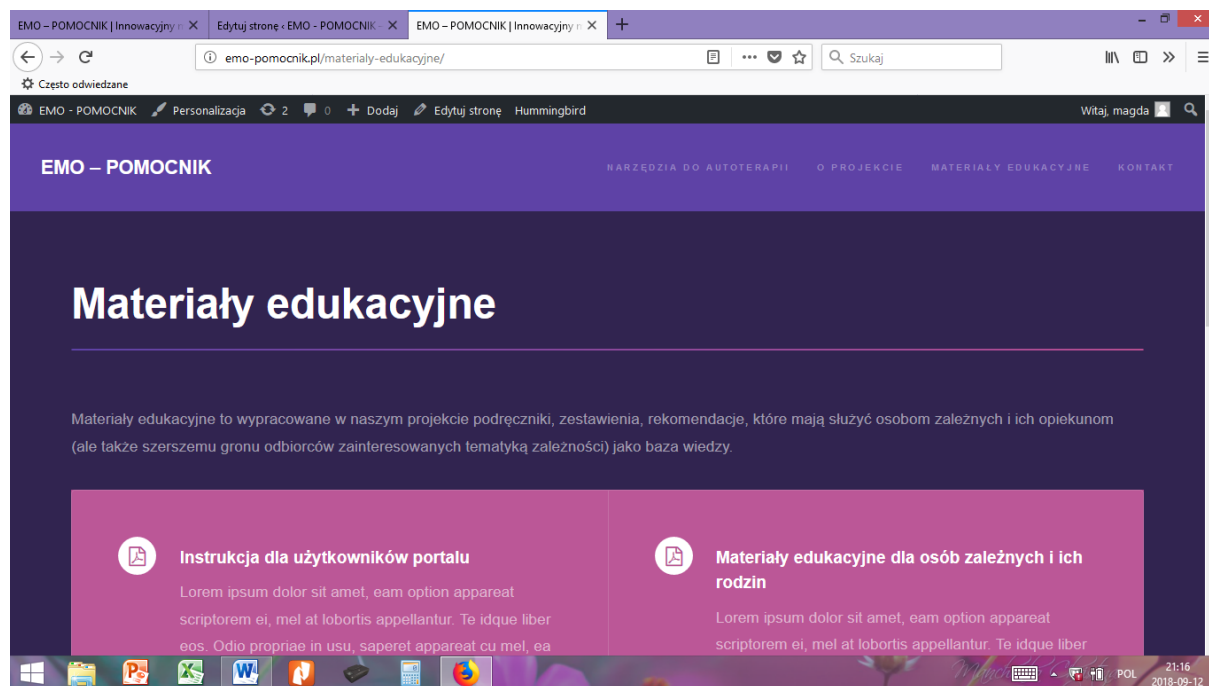 EMO – POMOCNIK | Innowacyjny n
Edytuj stronę ‹ EMO - POMOCNIK -
EMO – POMOCNIK | Innowacyjny n
emo-pomocnik.pl/materialy-edukacyjne/
Szukaj
Często odwiedzane
EMO - POMOCNIK Personalizacja 2 0 Dodaj Edytuj stronę Hummingbird Witaj, magda
EMO – POMOCNIK
NARZĘDZIA DO AUTOTERAPII O PROJEKCIE MATERIAŁY EDUKACYJNE KONTAKT
Materiały edukacyjne
Materiały edukacyjne to wypracowane w naszym projekcie podręczniki, zestawienia, rekomendacje, które mają służyć osobom zależnych i ich opiekunom
(ale także szerszemu gronu odbiorców zainteresowanych tematyką zależności) jako baza wiedzy.
Instrukcja dla użytkowników portalu
Lorem ipsum dolor sit amet, eam option appareat
scriptorem ei, mel at lobortis appellantur. Te idque liber
eos. Odio propriae in usu, saperet appareat cu mel, ea
Materiały edukacyjne dla osób zależnych i ich
rodzin
Lorem ipsum dolor sit amet, eam option appareat
scriptorem ei, mel at lobortis appellantur. Te idque liber
POL
21:16
2018-09-12